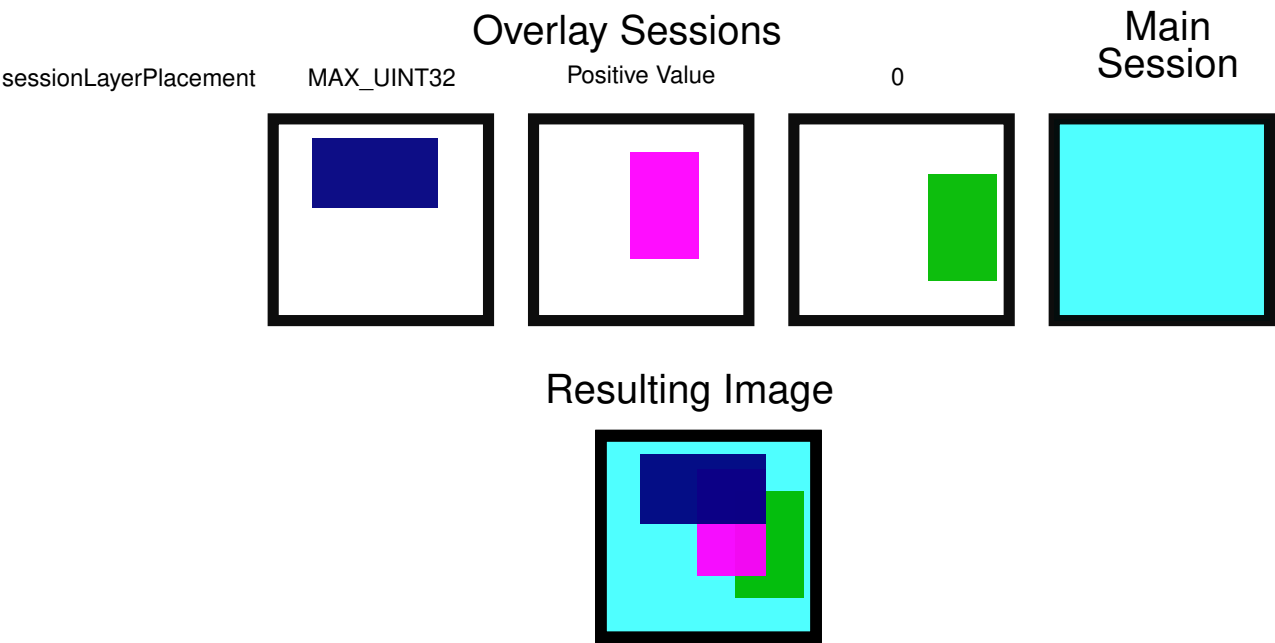 Overlay Sessions
Main
Session
sessionLayerPlacement
MAX_UINT32
Positive Value
0
Resulting Image